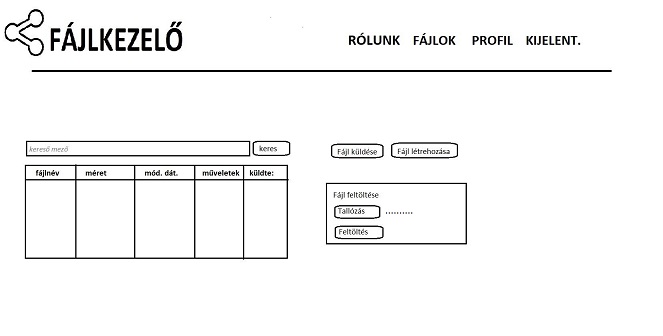 FÁJLKEZELŐ
RÓLUNK FÁJLOK PROFIL KIJELENT.
kereső mező keres
Fájl küldése Fájl létrehozása
fájlnév méret mód. dát. műveletek küldte:
Fájl feltöltése
Tallózás ..........
Feltöltés